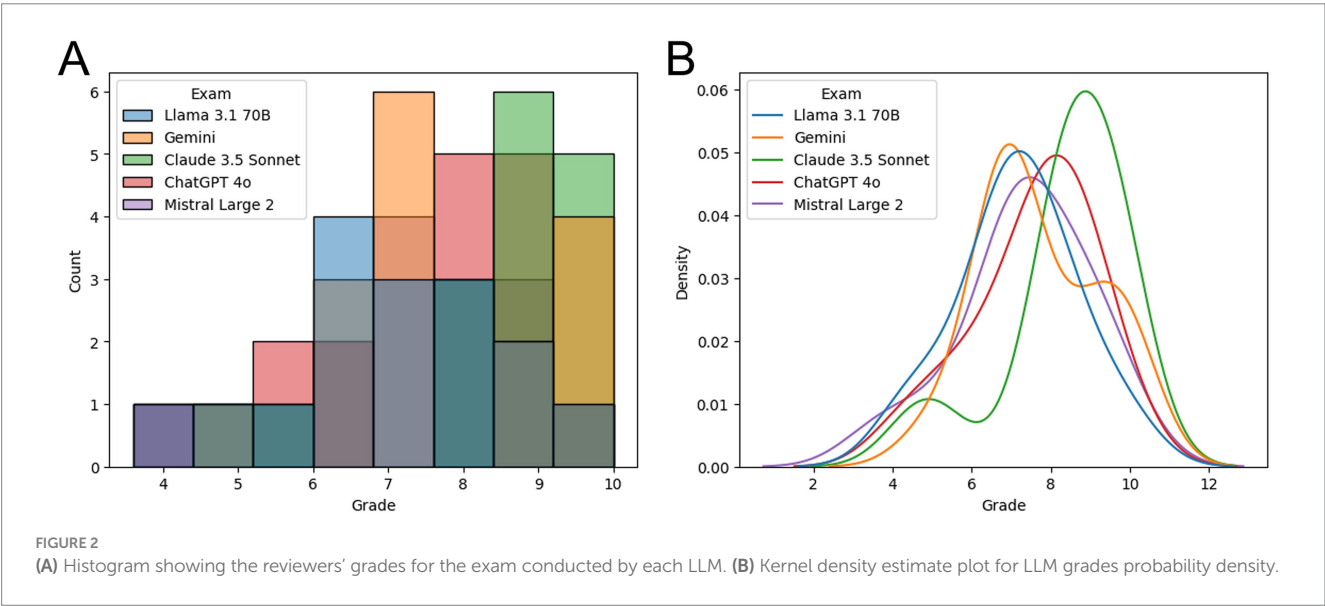 A
Exam
Llama 3.1 70B
Gemini
Claude 3.5 Sonnet
ChatGPT 4o
Mistral Large 2
6
5
4
3
2
1
0
Count
4 5 6 7 8 9 10
Grade
B
Exam
Llama 3.1 70B
Gemini
Claude 3.5 Sonnet
ChatGPT 4o
Mistral Large 2
0.06
0.05
0.04
0.03
0.02
0.01
0.00
Density
2 4 6 8 10 12
Grade
FIGURE 2
(A) Histogram showing the reviewers’ grades for the exam conducted by each LLM. (B) Kernel density estimate plot for LLM grades probability density.